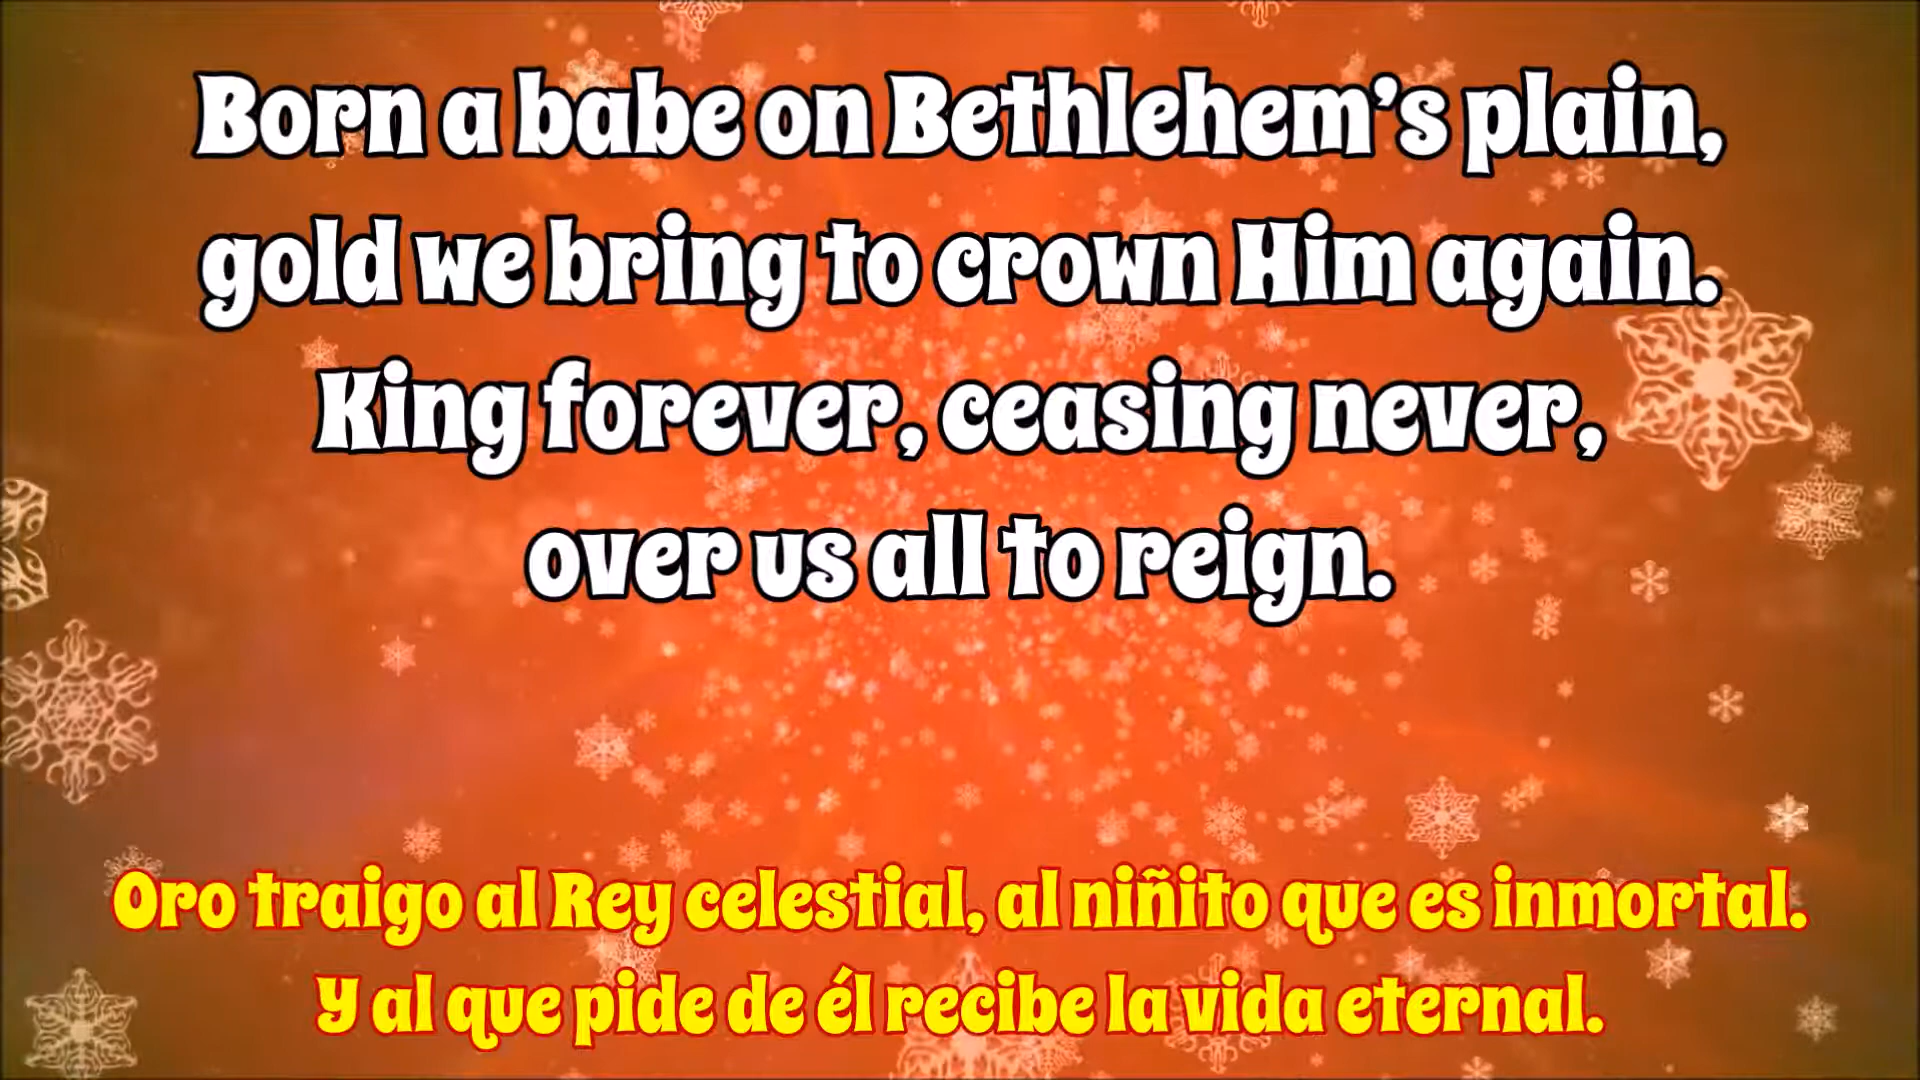 Born a babe on Bethlehem’s plain,
gold we bring to crown Him again.
King forever, ceasing never,
over us all to reign.
Oro traigo al Rey celestial, al niñito que es inmortal.
Y al que pide de él recibe la vida eternal.